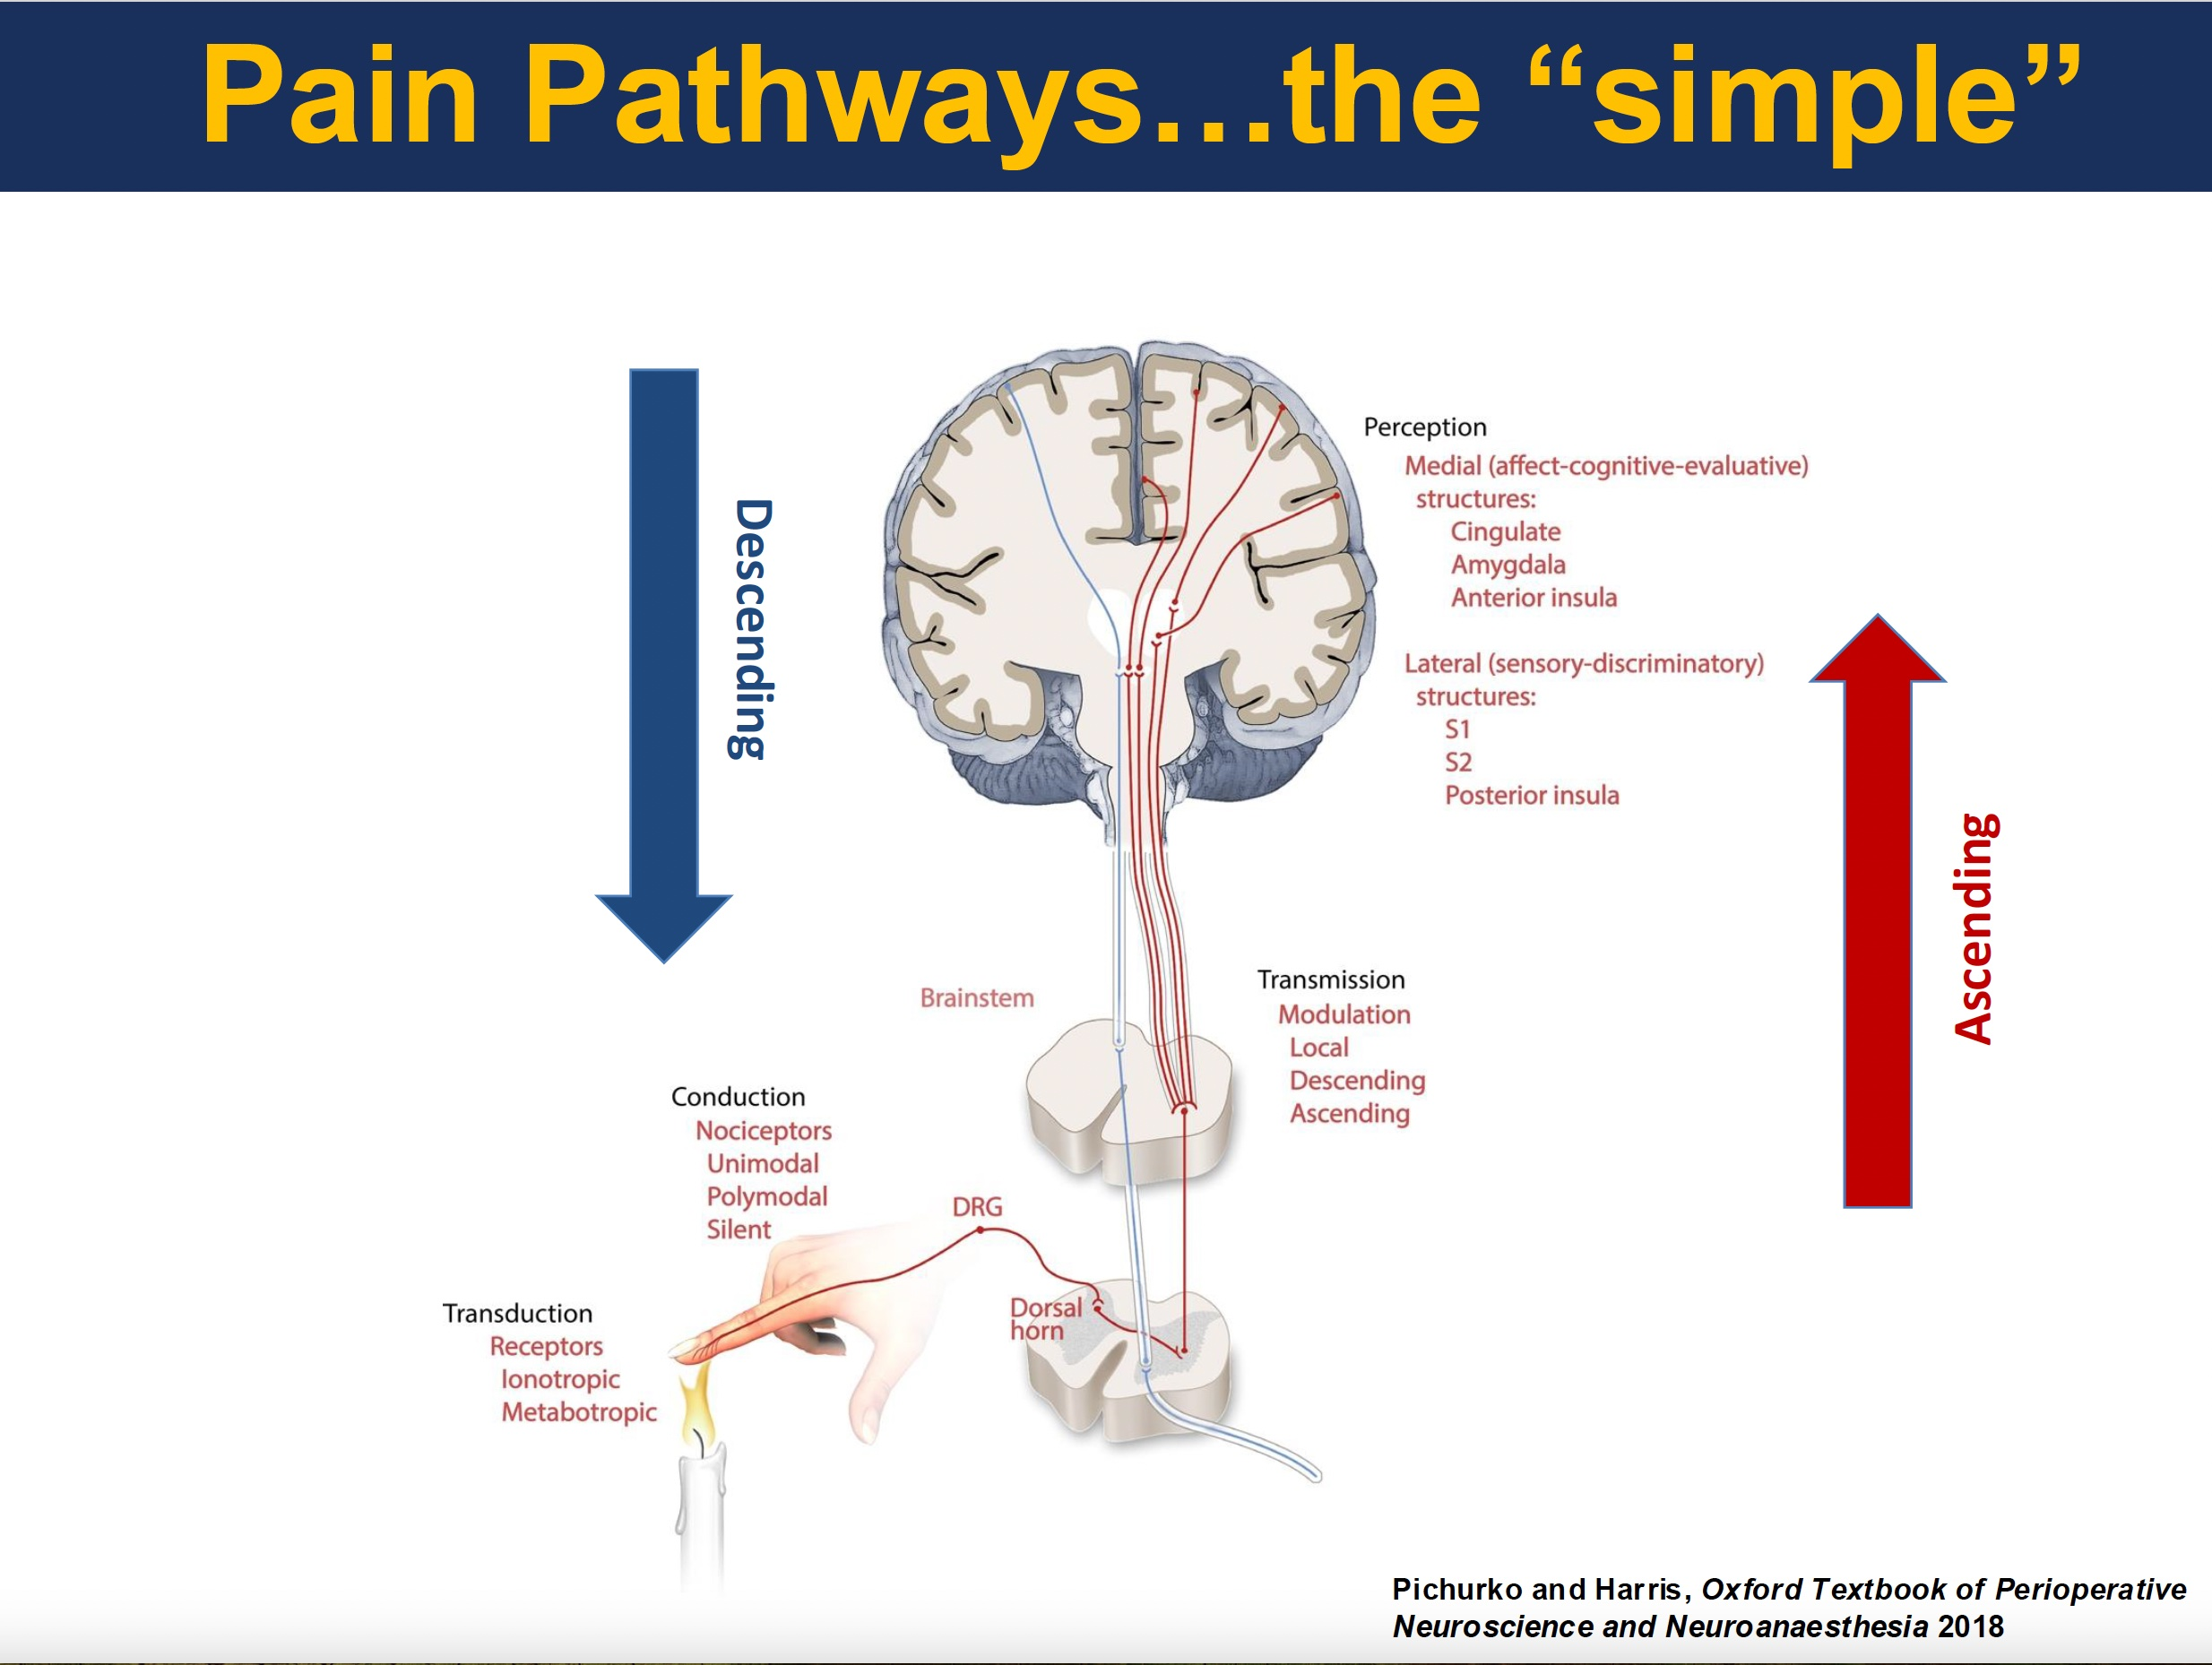 Pain Pathways…the “simple”
Descending
Perception
Medial (affect-cognitive-evaluative)
structures:
Cingulate
Amygdala
Anterior insula
Lateral (sensory-discriminatory)
structures:
S1
S2
Posterior insula
Ascending
Brainstem
Transmission
Modulation
Local
Descending
Ascending
Conduction
Nociceptors
Unimodal
Polymodal
Silent
DRG
Dorsal
horn
Transduction
Receptors
Ionotropic
Metabotropic
Pichurko and Harris, Oxford Textbook of Perioperative
Neuroscience and Neuroanaesthesia 2018